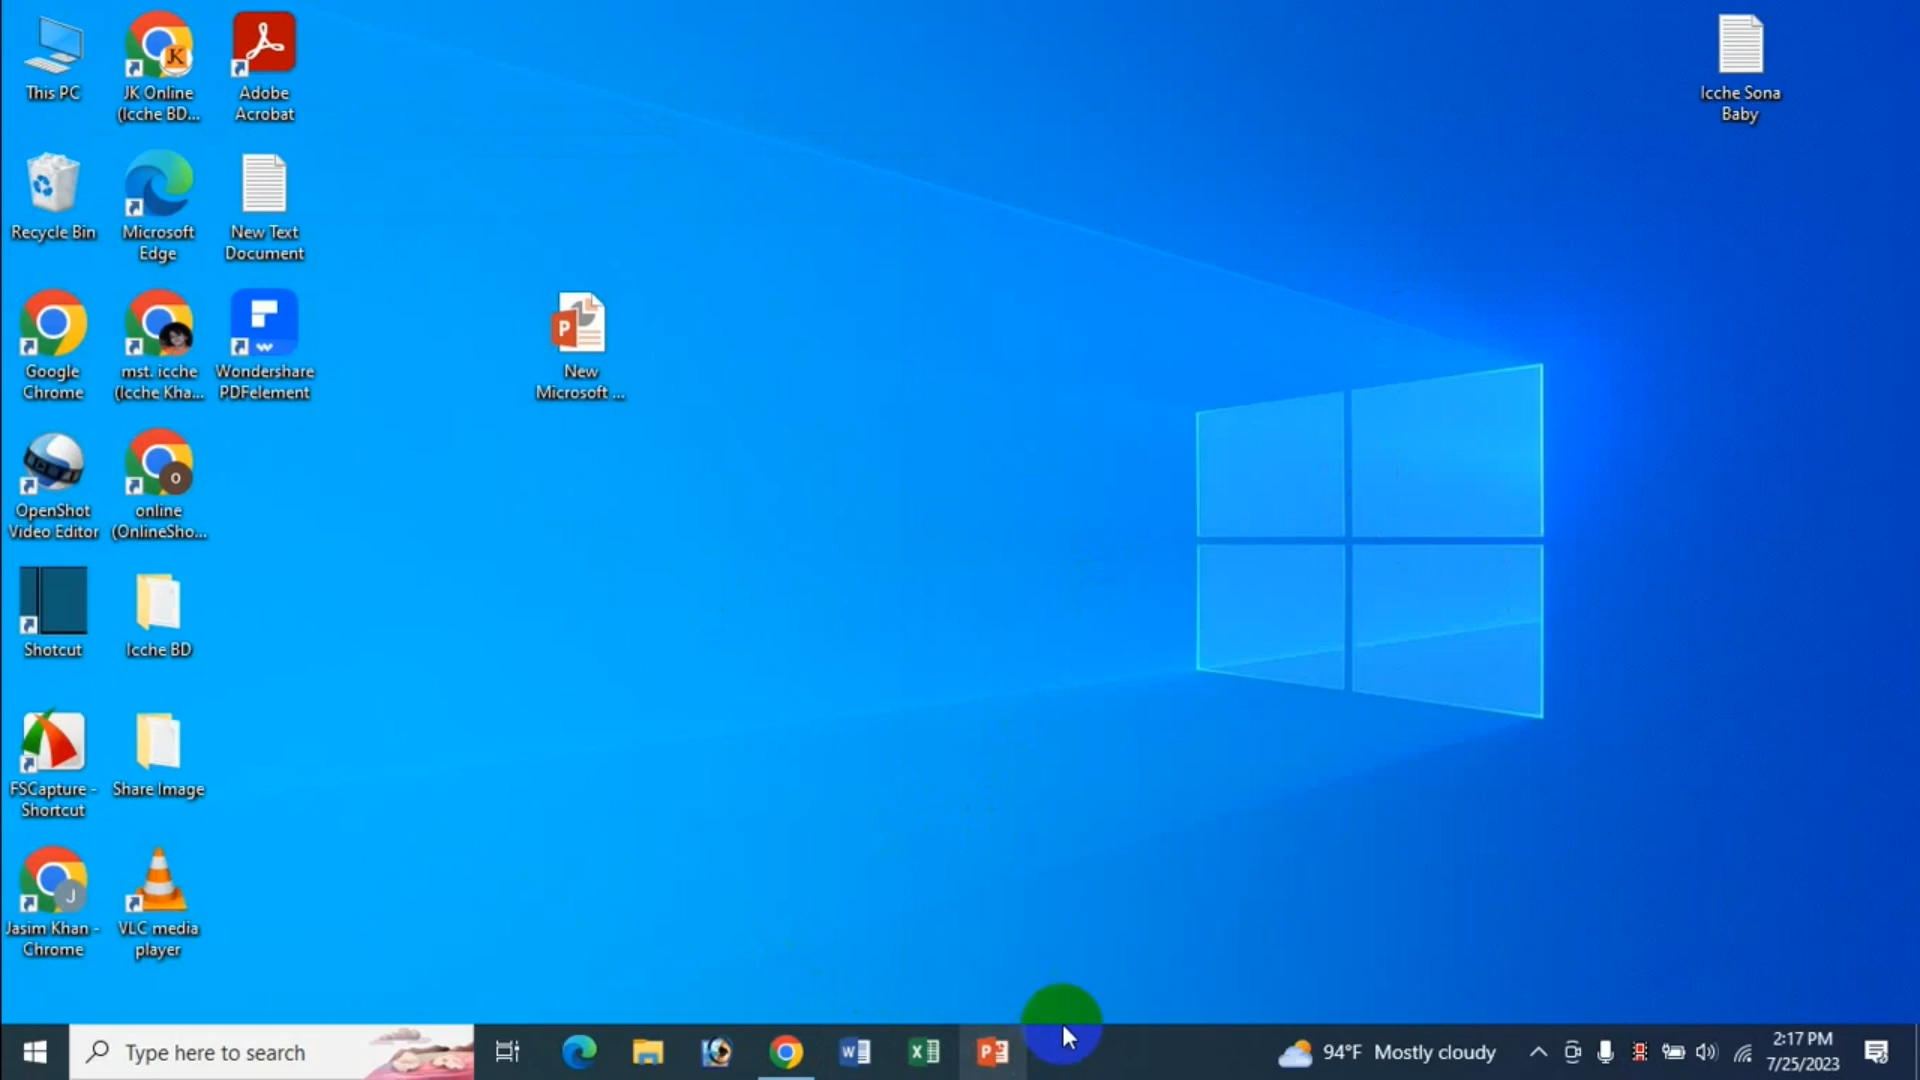 This PC
JK Online
(Icche BD...
Adobe
Acrobat
Icche Sona
Baby
Recycle Bin
Microsoft
Edge
New Text
Document
Google
Chrome
mst. icche
(Icche Kha...
Wondershare
PDFelement
New
Microsoft ...
OpenShot
Video Editor
online
(OnlineSho...
Shotcut
Icche BD
FSCapture -
Shortcut
Share Image
Jasim Khan -
Chrome
VLC media
player
Type here to search
94°F Mostly cloudy
2:17 PM
7/25/2023